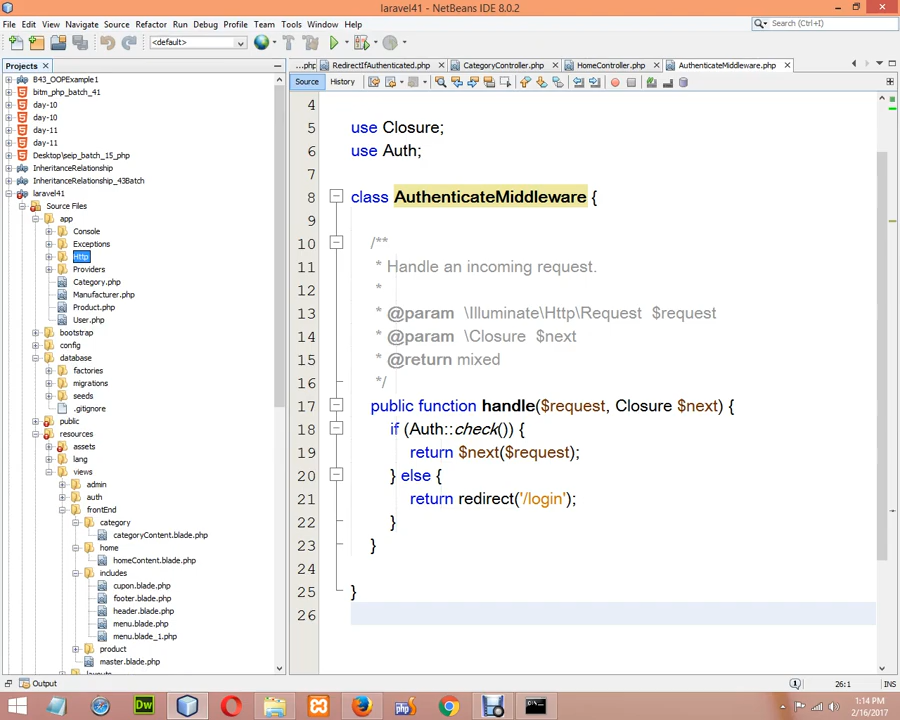 laravel41 - NetBeans IDE 8.0.2
File Edit View Navigate Source Refactor Run Debug Profile Team Tools Window Help
Search (Ctrl+I)
<default>
Projects
...php RedirectIfAuthenticated.php CategoryController.php HomeController.php AuthenticateMiddleware.php
Source History
B43_OOPExample1
bitm_php_batch_41
day-10
day-10
day-11
day-11
Desktop\seip_batch_15_php
InheritanceRelationship
InheritanceRelationship_43Batch
laravel41
Source Files
app
Console
Exceptions
Http
Providers
Category.php
Manufacturer.php
Product.php
User.php
bootstrap
config
database
factories
migrations
seeds
.gitignore
public
resources
assets
lang
views
admin
auth
frontEnd
category
categoryContent.blade.php
home
homeContent.blade.php
includes
cupon.blade.php
footer.blade.php
header.blade.php
menu.blade.php
menu.blade_1.php
product
master.blade.php
4
5 use Closure;
6 use Auth;
7
8 class AuthenticateMiddleware {
9
10 /**
11 * Handle an incoming request.
12 *
13 * @param \Illuminate\Http\Request $request
14 * @param \Closure $next
15 * @return mixed
16 */
17 public function handle($request, Closure $next) {
18 if (Auth::check()) {
19 return $next($request);
20 } else {
21 return redirect('/login');
22 }
23 }
24
25 }
26
Output
26:1 INS
Dw
php
1:14 PM
2/16/2017